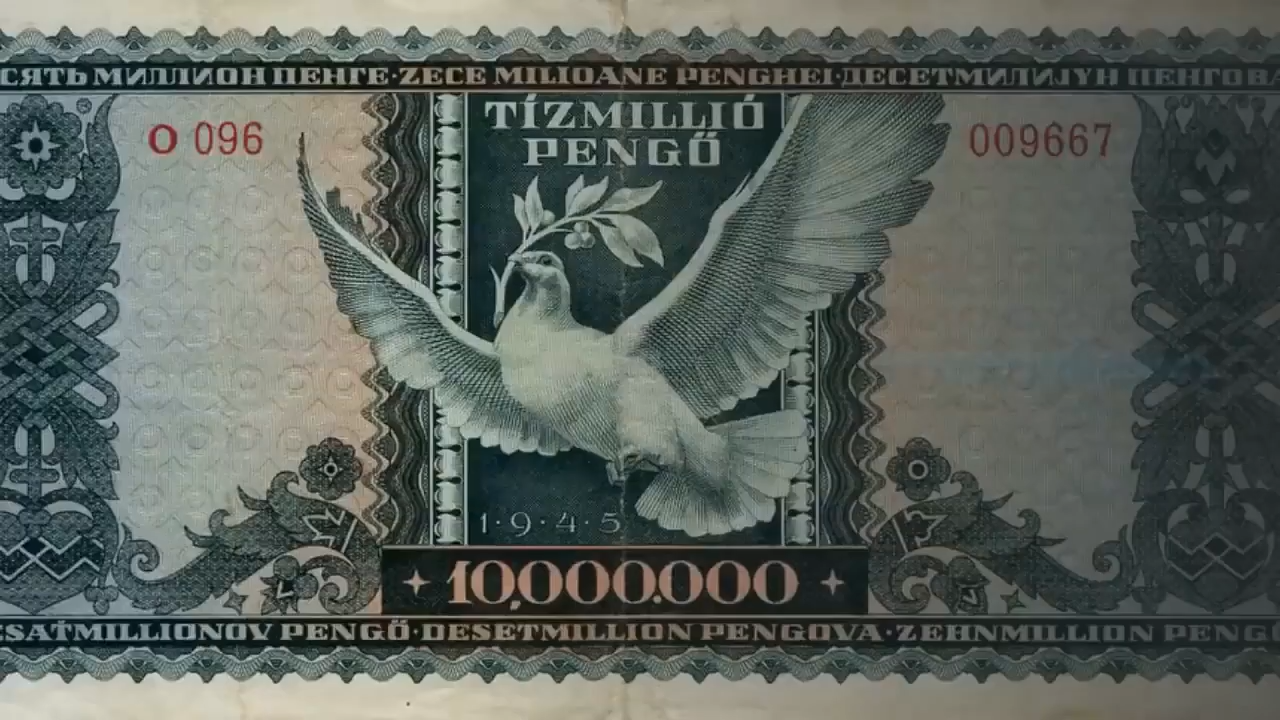 СЯТЬ МИЛЛИОН ПЕНГЕ·ZECE MILIOANE PENGHEI·ДЕСЕТМИЛИЈУН ПЕНГОВА
O 096
009667
TÍZMILLIÓ
PENGŐ
1·9·4·5
10,000.000
SAŤMILLIONOV PENGŐ·DESETMILLION PENGOVA·ZEHNMILLION PENG